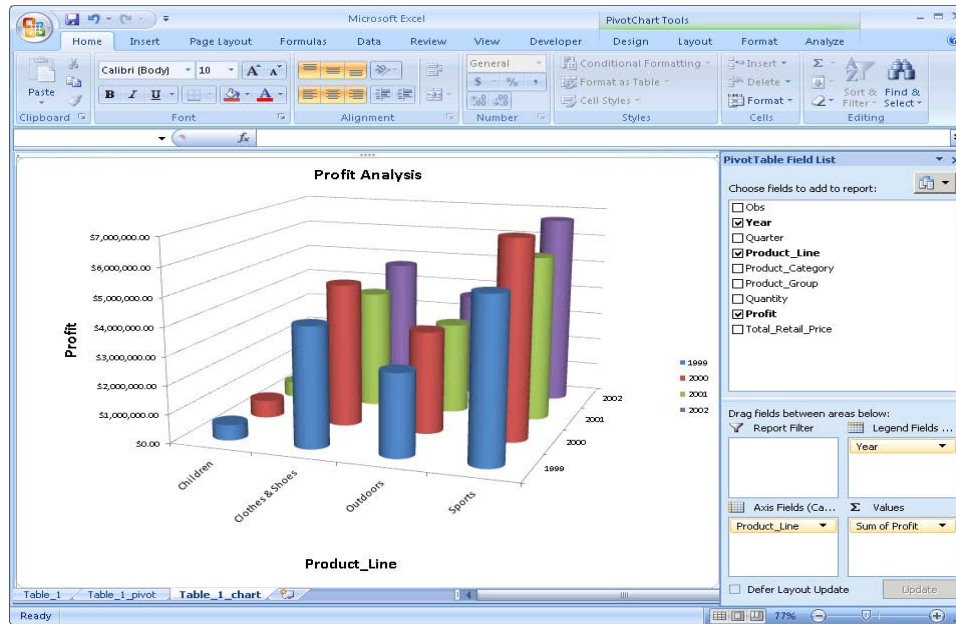 Microsoft Excel
PivotChart Tools
Home Insert Page Layout Formulas Data Review View Developer Design Layout Format Analyze
Paste
Calibri (Body) 10
B I U
General
$ % ,
Conditional Formatting
Format as Table
Cell Styles
Insert
Delete
Format
Sort & Filter
Find & Select
Clipboard Font Alignment Number Styles Cells Editing
fx
Profit Analysis
Profit
$7,000,000.00
$6,000,000.00
$5,000,000.00
$4,000,000.00
$3,000,000.00
$2,000,000.00
$1,000,000.00
$0.00
Children
Clothes & Shoes
Outdoors
Sports
1999
2000
2001
2002
Product_Line
1999
2000
2001
2002
PivotTable Field List
Choose fields to add to report:
Obs
Year
Quarter
Product_Line
Product_Category
Product_Group
Quantity
Profit
Total_Retail_Price
Drag fields between areas below:
Report Filter Legend Fields ...
Year
Axis Fields (Ca... Σ Values
Product_Line Sum of Profit
Defer Layout Update Update
Table_1 Table_1_pivot Table_1_chart
Ready 77%